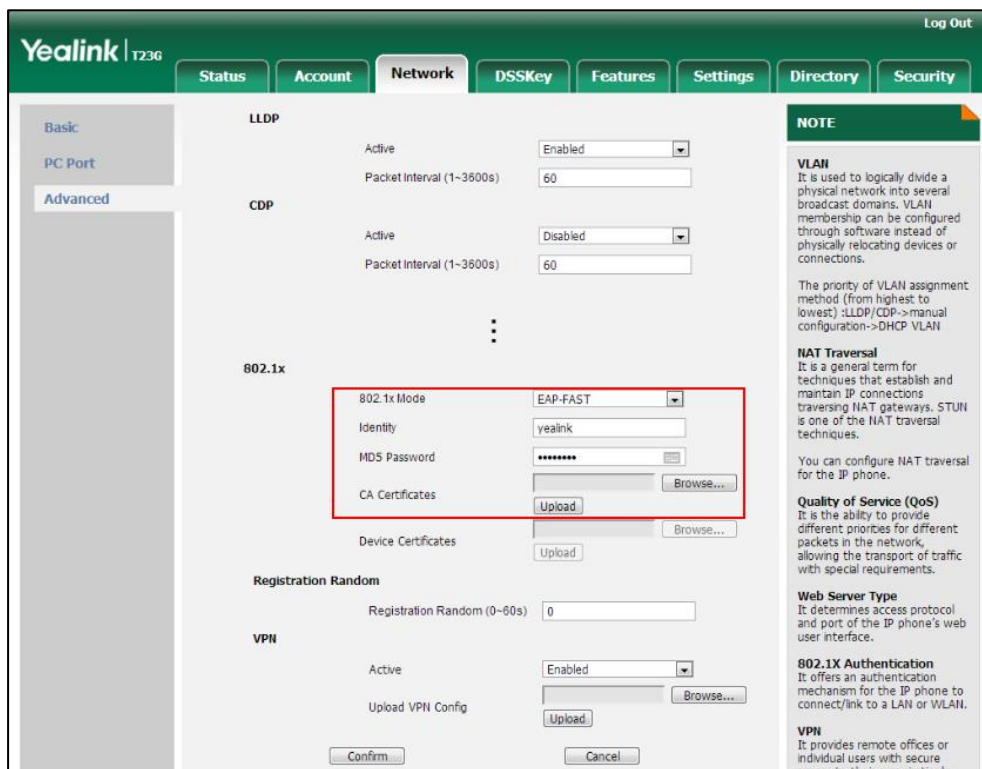 Log Out
Yealink T23G
Status Account Network DSSKey Features Settings Directory Security
Basic
PC Port
Advanced
LLDP
Active Enabled
Packet Interval (1~3600s) 60
CDP
Active Disabled
Packet Interval (1~3600s) 60
802.1x
802.1x Mode EAP-FAST
Identity yealink
MD5 Password ••••••••
CA Certificates Browse...
Upload
Device Certificates Browse...
Upload
Registration Random
Registration Random (0~60s) 0
VPN
Active Enabled
Upload VPN Config Browse...
Upload
Confirm Cancel
NOTE
VLAN
It is used to logically divide a
physical network into several
broadcast domains. VLAN
membership can be configured
through software instead of
physically relocating devices or
connections.
The priority of VLAN assignment
method (from highest to
lowest) :LLDP/CDP->manual
configuration->DHCP VLAN
NAT Traversal
It is a general term for
techniques that establish and
maintain IP connections
traversing NAT gateways. STUN
is one of the NAT traversal
techniques.
You can configure NAT traversal
for the IP phone.
Quality of Service (QoS)
It is the ability to provide
different priorities for different
packets in the network,
allowing the transport of traffic
with special requirements.
Web Server Type
It determines access protocol
and port of the IP phone's web
user interface.
802.1X Authentication
It offers an authentication
mechanism for the IP phone to
connect/link to a LAN or WLAN.
VPN
It provides remote offices or
individual users with secure